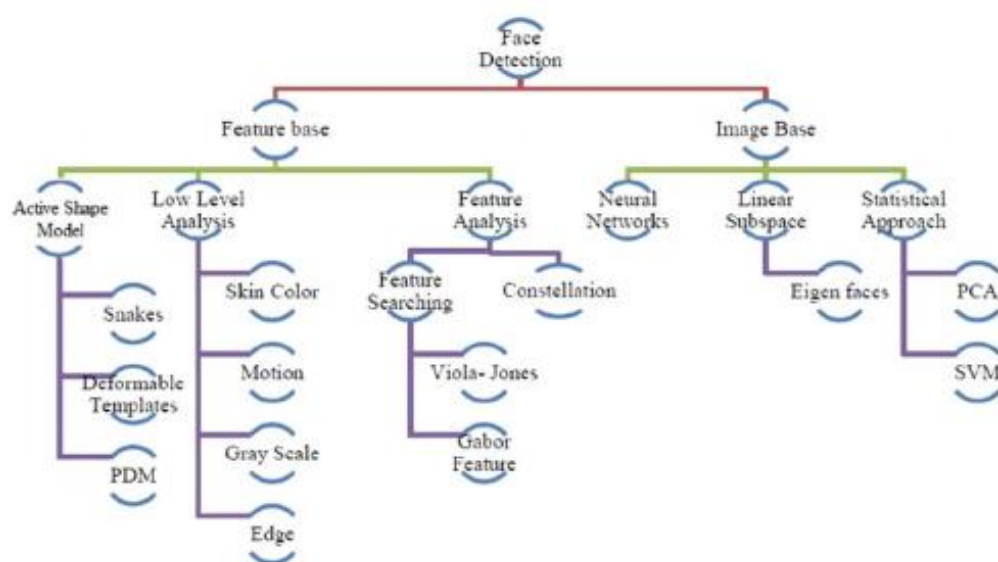 Face
Detection
Feature base
Image Base
Active Shape
Model
Low Level
Analysis
Feature
Analysis
Neural
Networks
Linear
Subspace
Statistical
Approach
Snakes
Deformable
Templates
PDM
Skin Color
Motion
Gray Scale
Edge
Feature
Searching
Constellation
Viola- Jones
Gabor
Feature
Eigen faces
PCA
SVM